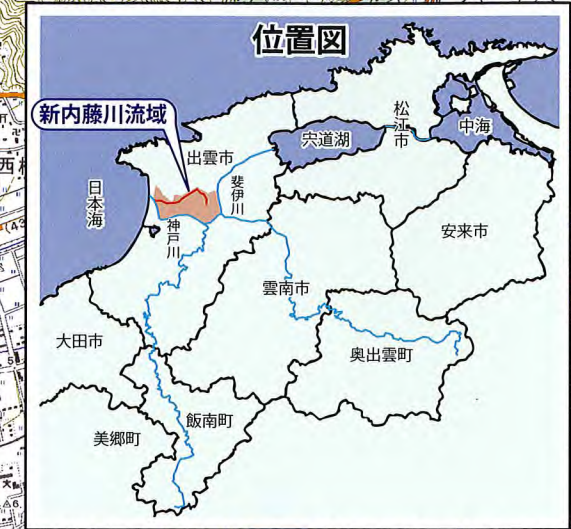 位置図
新内藤川流域
出雲市
斐伊川
宍道湖
松江市
中海
日本海
神戸川
安来市
雲南市
大田市
奥出雲町
飯南町
美郷町
西